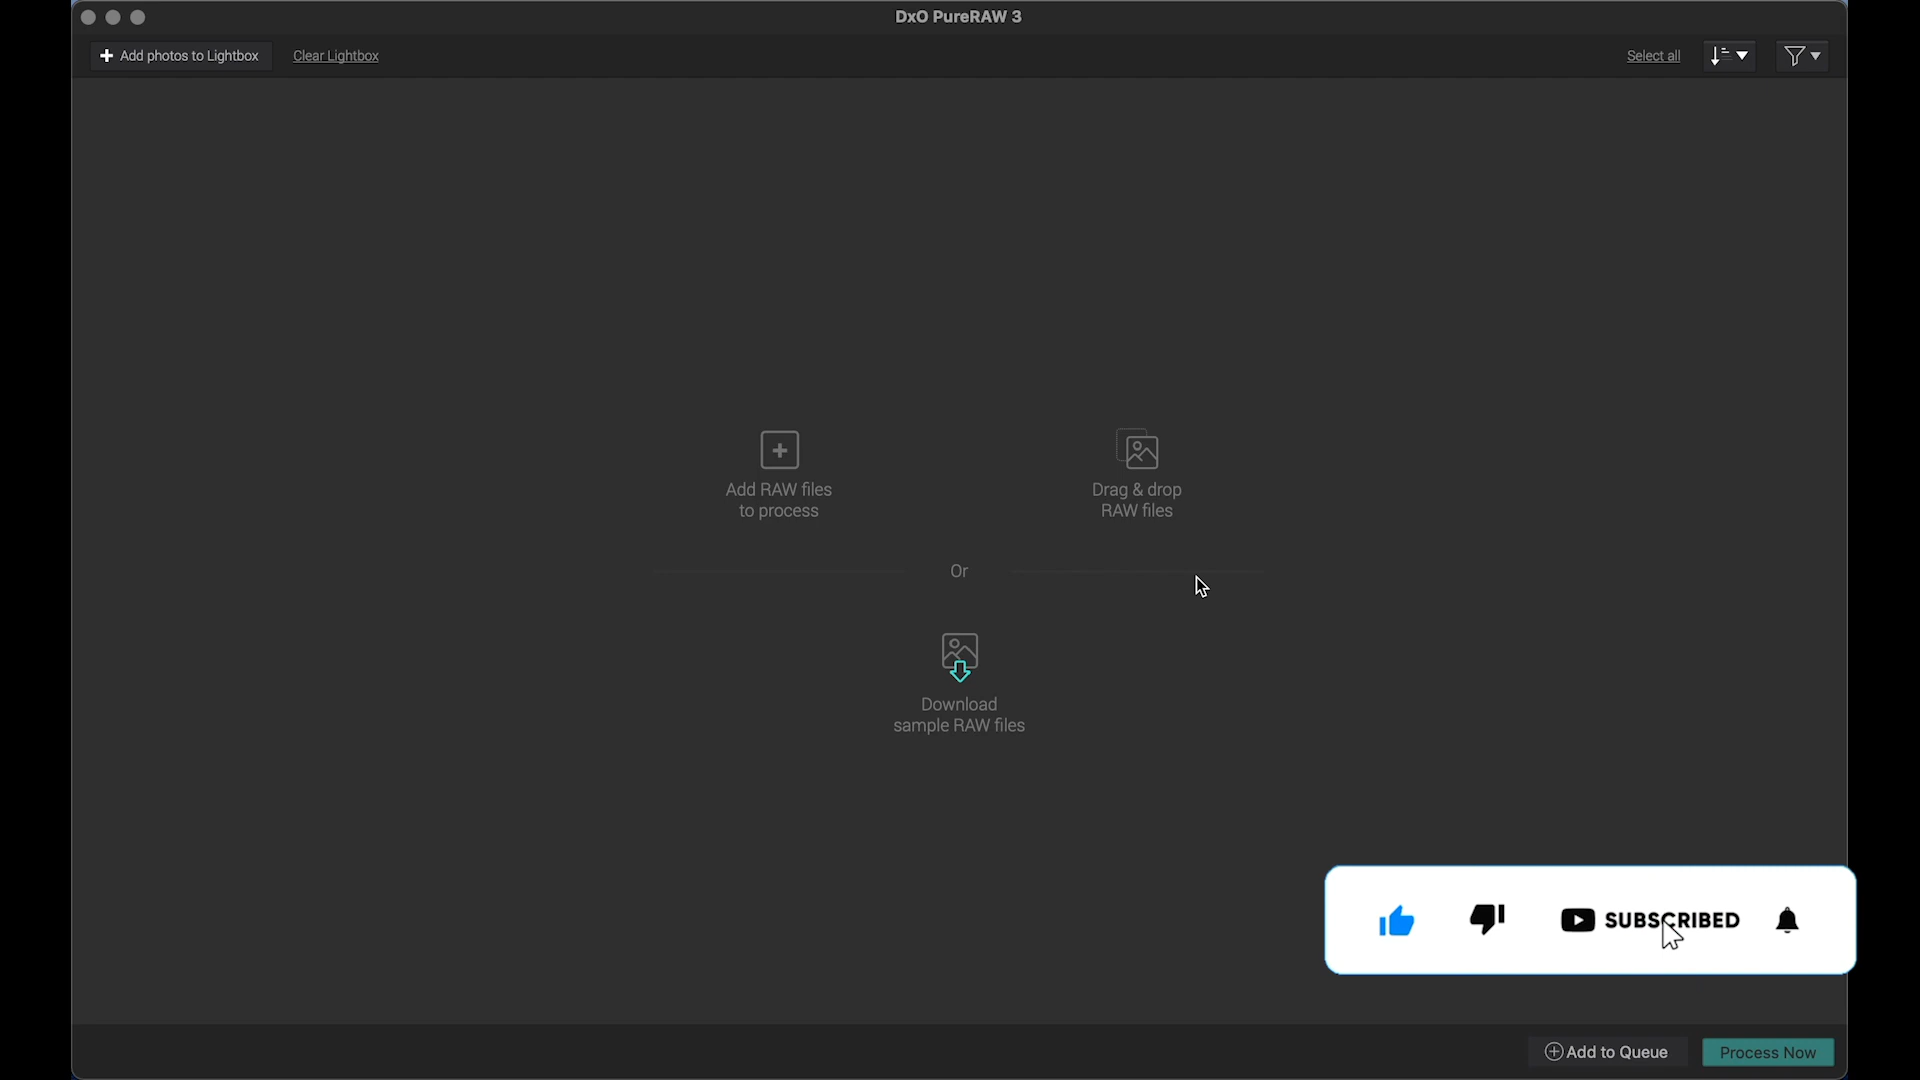 DxO PureRAW 3
Add photos to Lightbox
Clear Lightbox
Select all
Add RAW files
to process
Drag & drop
RAW files
Or
Download
sample RAW files
SUBSCRIBED
Add to Queue
Process Now